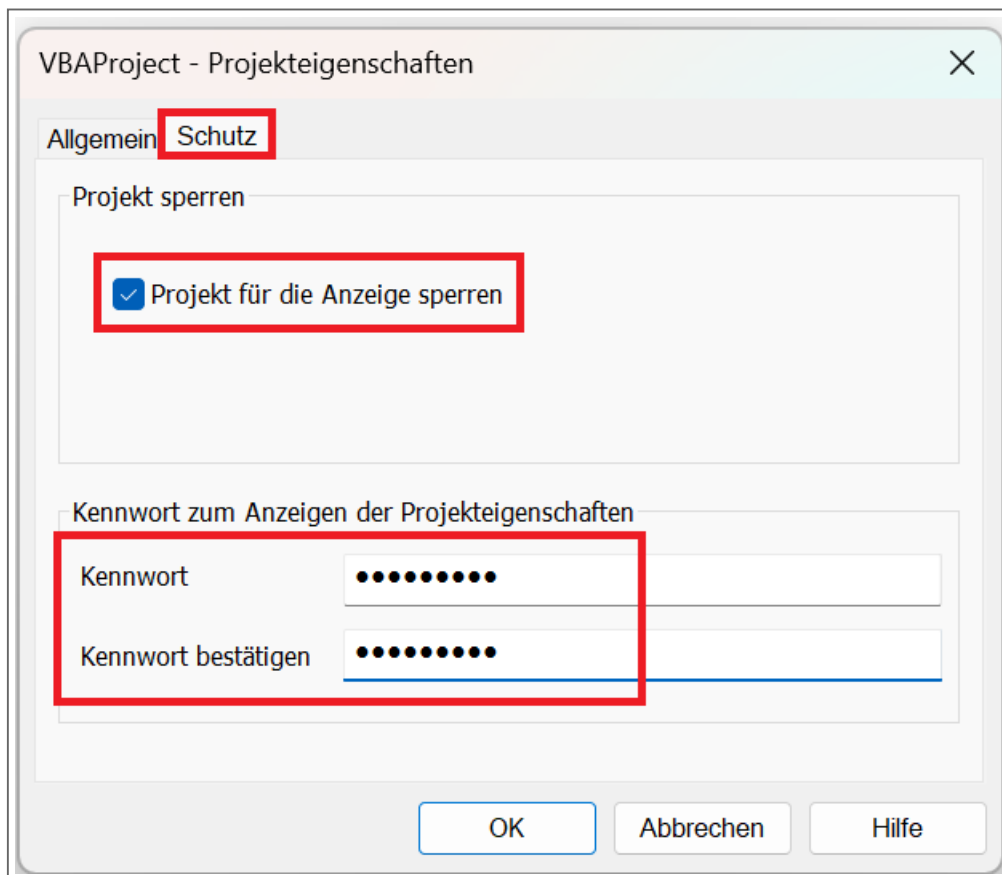 VBAProject - Projekteigenschaften
Allgemein Schutz
Projekt sperren
Projekt für die Anzeige sperren
Kennwort zum Anzeigen der Projekteigenschaften
Kennwort •••••••••
Kennwort bestätigen •••••••••
OK Abbrechen Hilfe